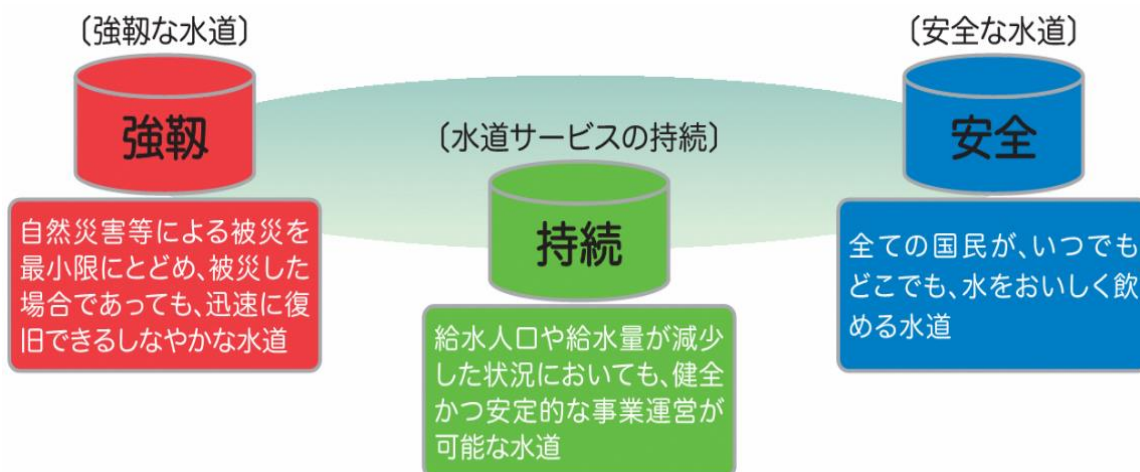 〔強靱な水道〕
強靱
自然災害等による被災を
最小限にとどめ、被災した
場合であっても、迅速に復
旧できるしなやかな水道
〔水道サービスの持続〕
持続
給水人口や給水量が減少
した状況においても、健全
かつ安定的な事業運営が
可能な水道
〔安全な水道〕
安全
全ての国民が、いつでも
どこでも、水をおいしく飲
める水道